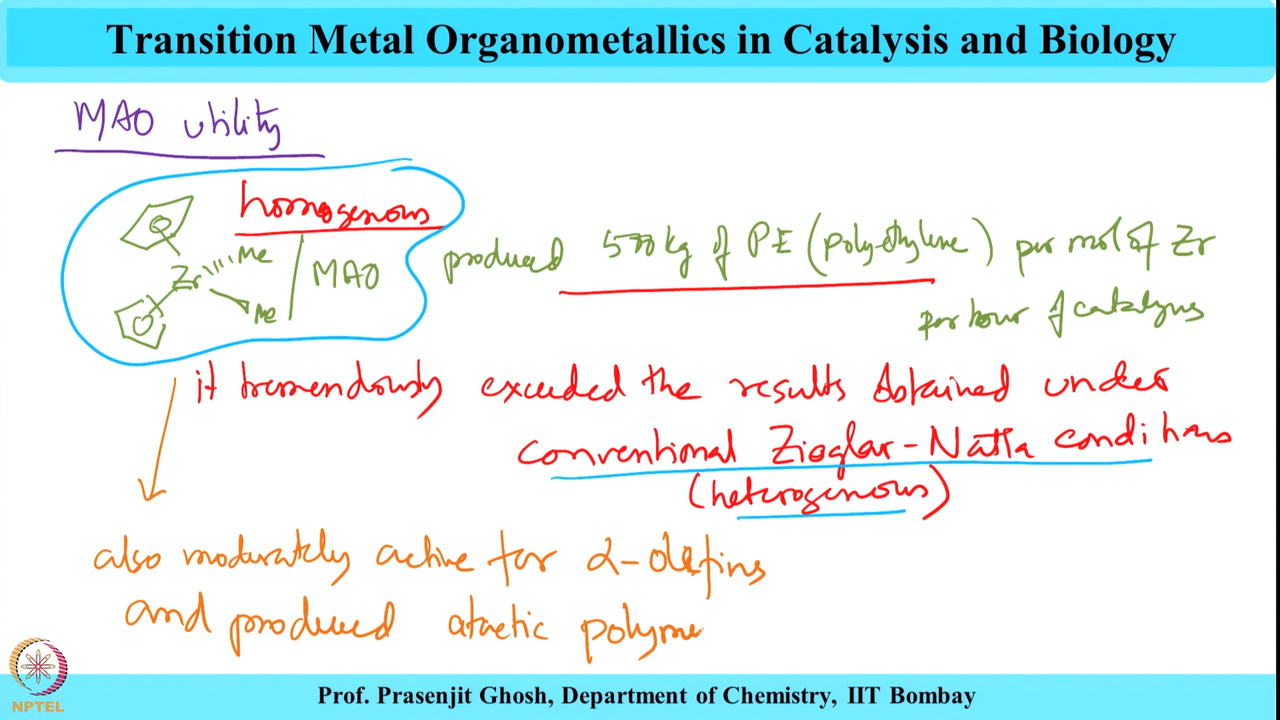 Transition Metal Organometallics in Catalysis and Biology
MAO utility
homogenous
Zr
Me
Me
MAO
produced 500 kg of PE (polyethylene) per mol of Zr
per hour of catalysis
it tremendously exceeded the results obtained under
conventional Ziegler-Natta conditions
(heterogenous)
also moderately active for α-olefins
and produced atactic polyme
Prof. Prasenjit Ghosh, Department of Chemistry, IIT Bombay
NPTEL